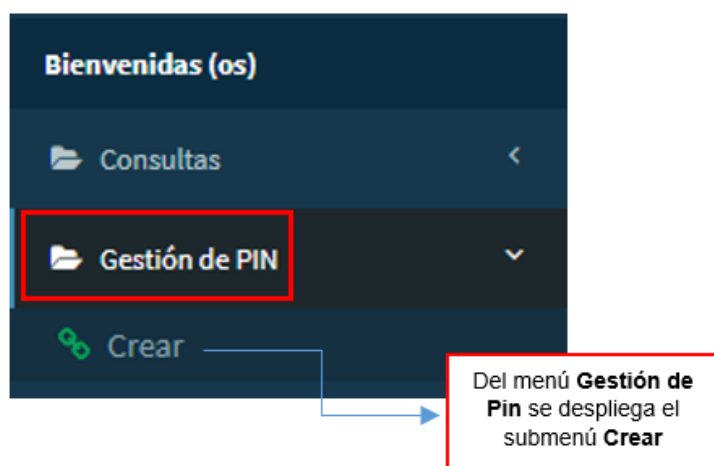 Bienvenidas (os)
Consultas
Gestión de PIN
Crear
Del menú Gestión de
Pin se despliega el
submenú Crear